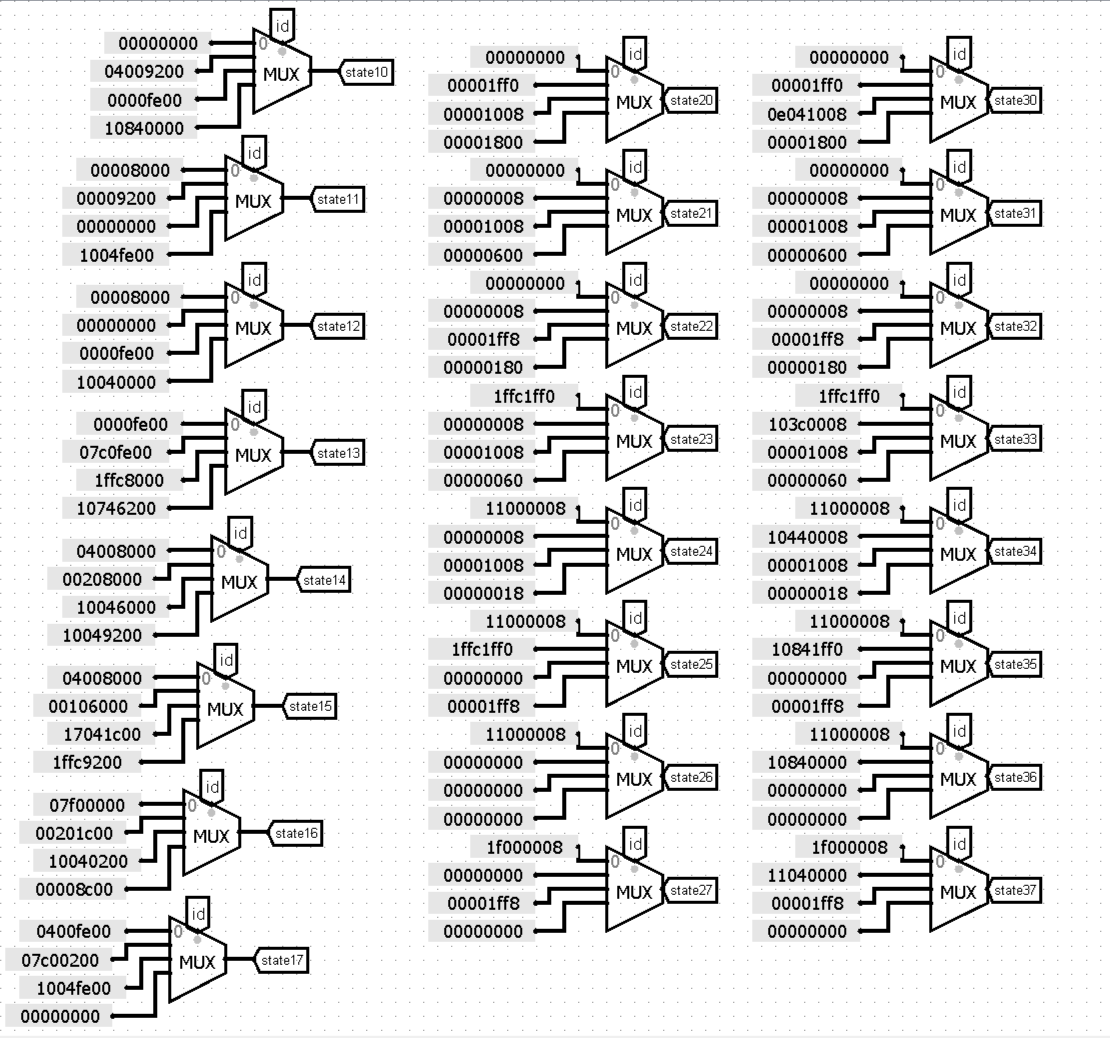 id
00000000 0
04009200
MUX state10
0000fe00
10840000
id
00008000 0
00009200
MUX state11
00000000
1004fe00
id
00008000 0
00000000
MUX state12
0000fe00
10040000
id
0000fe00 0
07c0fe00
MUX state13
1ffc8000
10746200
id
04008000 0
00208000
MUX state14
10046000
10049200
id
04008000 0
00106000
MUX state15
17041c00
1ffc9200
id
07f00000 0
00201c00
MUX state16
10040200
00008c00
id
0400fe00 0
07c00200
MUX state17
1004fe00
00000000
id
00000000 0
00001ff0
MUX state20
00001008
00001800
id
00000000 0
00000008
MUX state21
00001008
00000600
id
00000000 0
00000008
MUX state22
00001ff8
00000180
id
1ffc1ff0 0
00000008
MUX state23
00001008
00000060
id
11000008 0
00000008
MUX state24
00001008
00000018
id
11000008 0
1ffc1ff0
MUX state25
00000000
00001ff8
id
11000008 0
00000000
MUX state26
00000000
00000000
id
1f000008 0
00000000
MUX state27
00001ff8
00000000
id
00000000 0
00001ff0
MUX state30
0e041008
00001800
id
00000000 0
00000008
MUX state31
00001008
00000600
id
00000000 0
00000008
MUX state32
00001ff8
00000180
id
1ffc1ff0 0
103c0008
MUX state33
00001008
00000060
id
11000008 0
10440008
MUX state34
00001008
00000018
id
11000008 0
10841ff0
MUX state35
00000000
00001ff8
id
11000008 0
10840000
MUX state36
00000000
00000000
id
1f000008 0
11040000
MUX state37
00001ff8
00000000